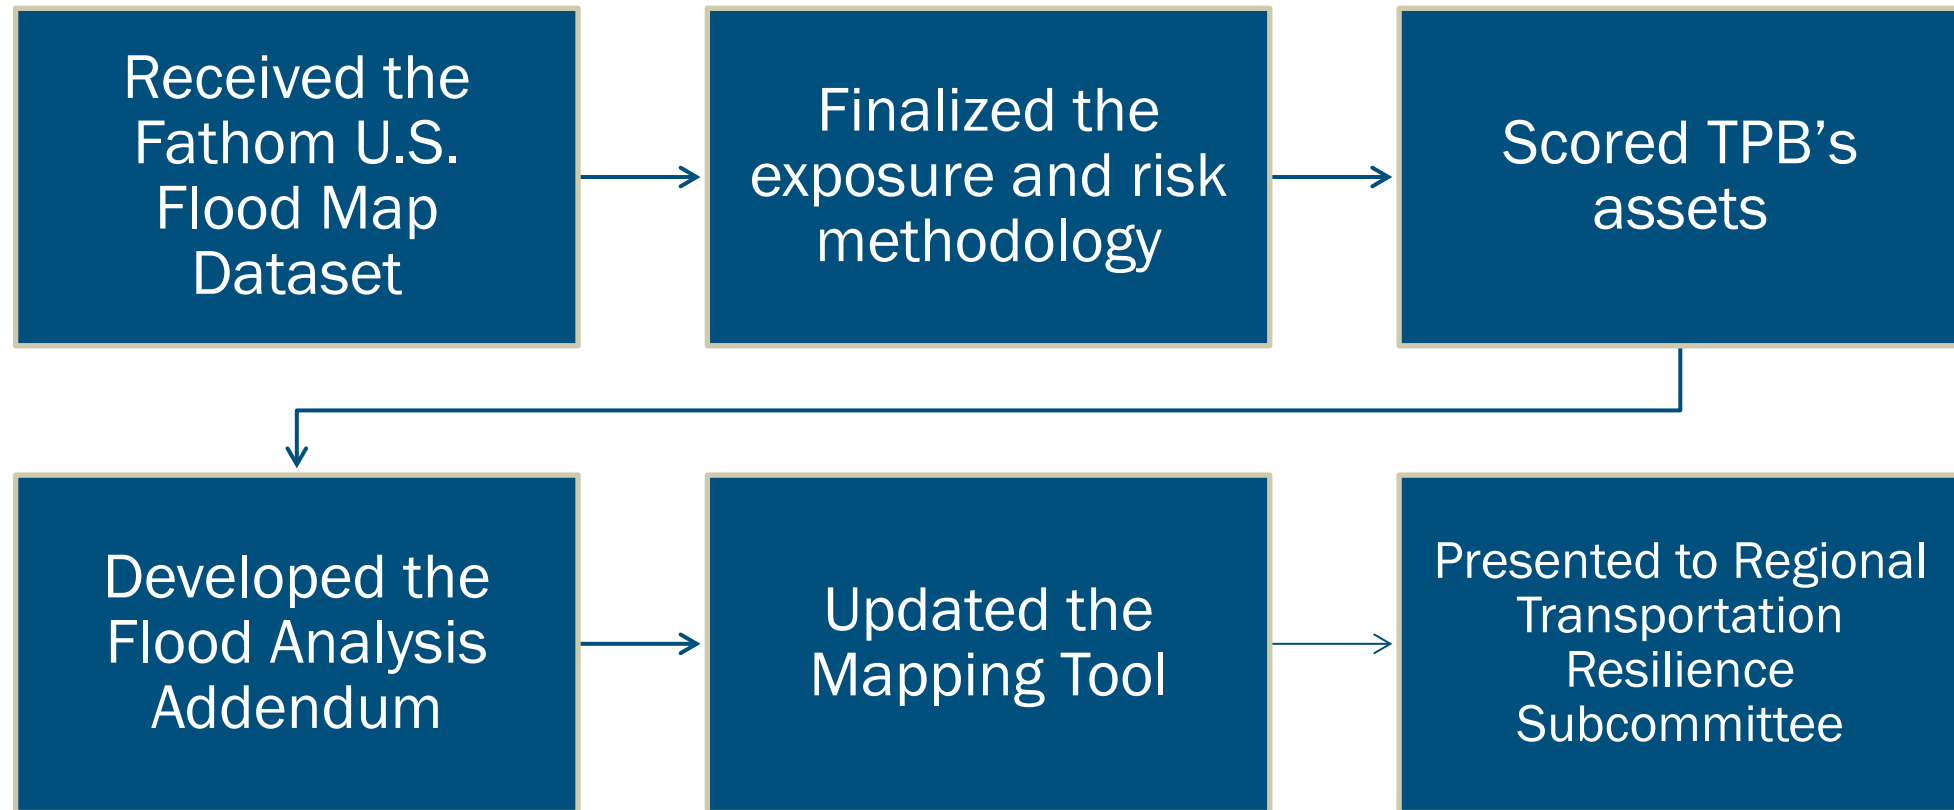 Received the
Fathom U.S.
Flood Map
Dataset
Finalized the
exposure and risk
methodology
Scored TPB’s
assets
Developed the
Flood Analysis
Addendum
Updated the
Mapping Tool
Presented to Regional
Transportation
Resilience
Subcommittee